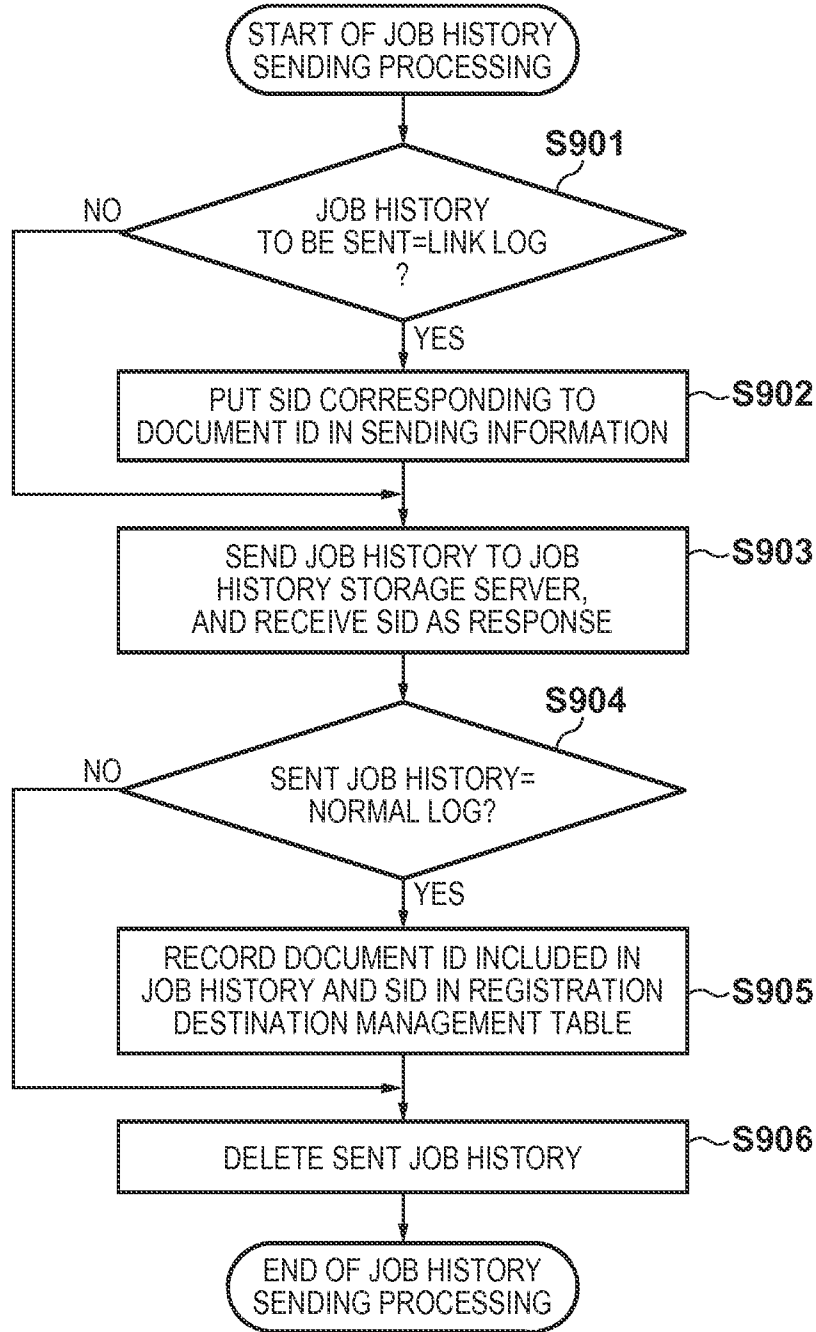 START OF JOB HISTORY
SENDING PROCESSING
S901
NO
JOB HISTORY
TO BE SENT=LINK LOG
?
YES
PUT SID CORRESPONDING TO
DOCUMENT ID IN SENDING INFORMATION
S902
SEND JOB HISTORY TO JOB
HISTORY STORAGE SERVER,
AND RECEIVE SID AS RESPONSE
S903
S904
NO
SENT JOB HISTORY=
NORMAL LOG?
YES
RECORD DOCUMENT ID INCLUDED IN
JOB HISTORY AND SID IN REGISTRATION
DESTINATION MANAGEMENT TABLE
S905
DELETE SENT JOB HISTORY
S906
END OF JOB HISTORY
SENDING PROCESSING